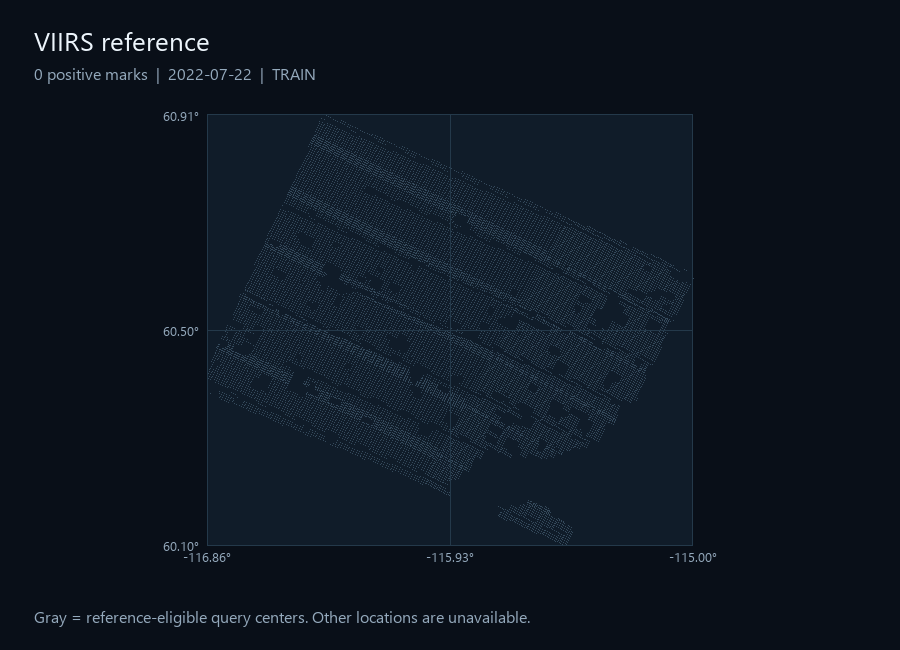 VIIRS reference
0 positive marks | 2022-07-22 | TRAIN
60.91°
60.50°
60.10°
-116.86°
-115.93°
-115.00°
Gray = reference-eligible query centers. Other locations are unavailable.